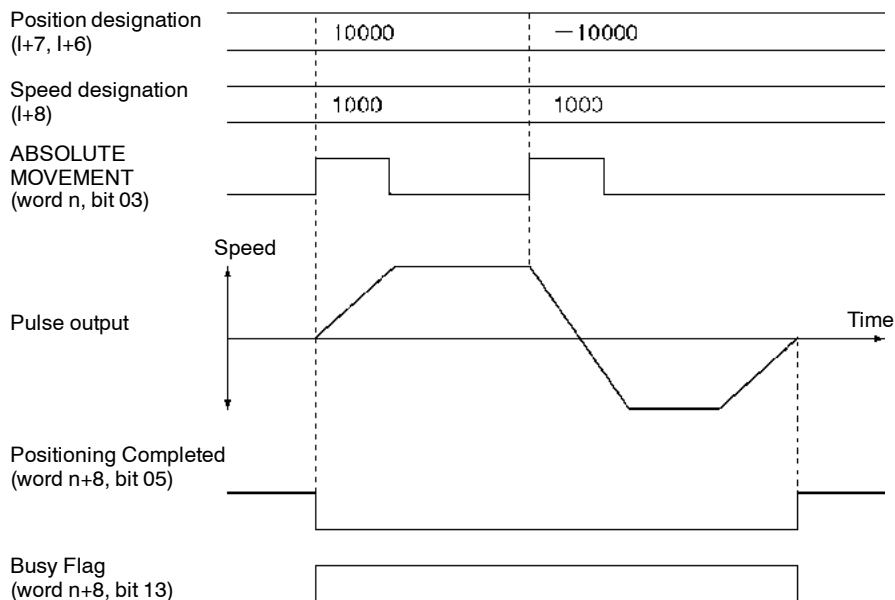 Position designation
(I+7, I+6)
10000
−10000
Speed designation
(I+8)
1000
1000
ABSOLUTE
MOVEMENT
(word n, bit 03)
Speed
Pulse output
Time
Positioning Completed
(word n+8, bit 05)
Busy Flag
(word n+8, bit 13)